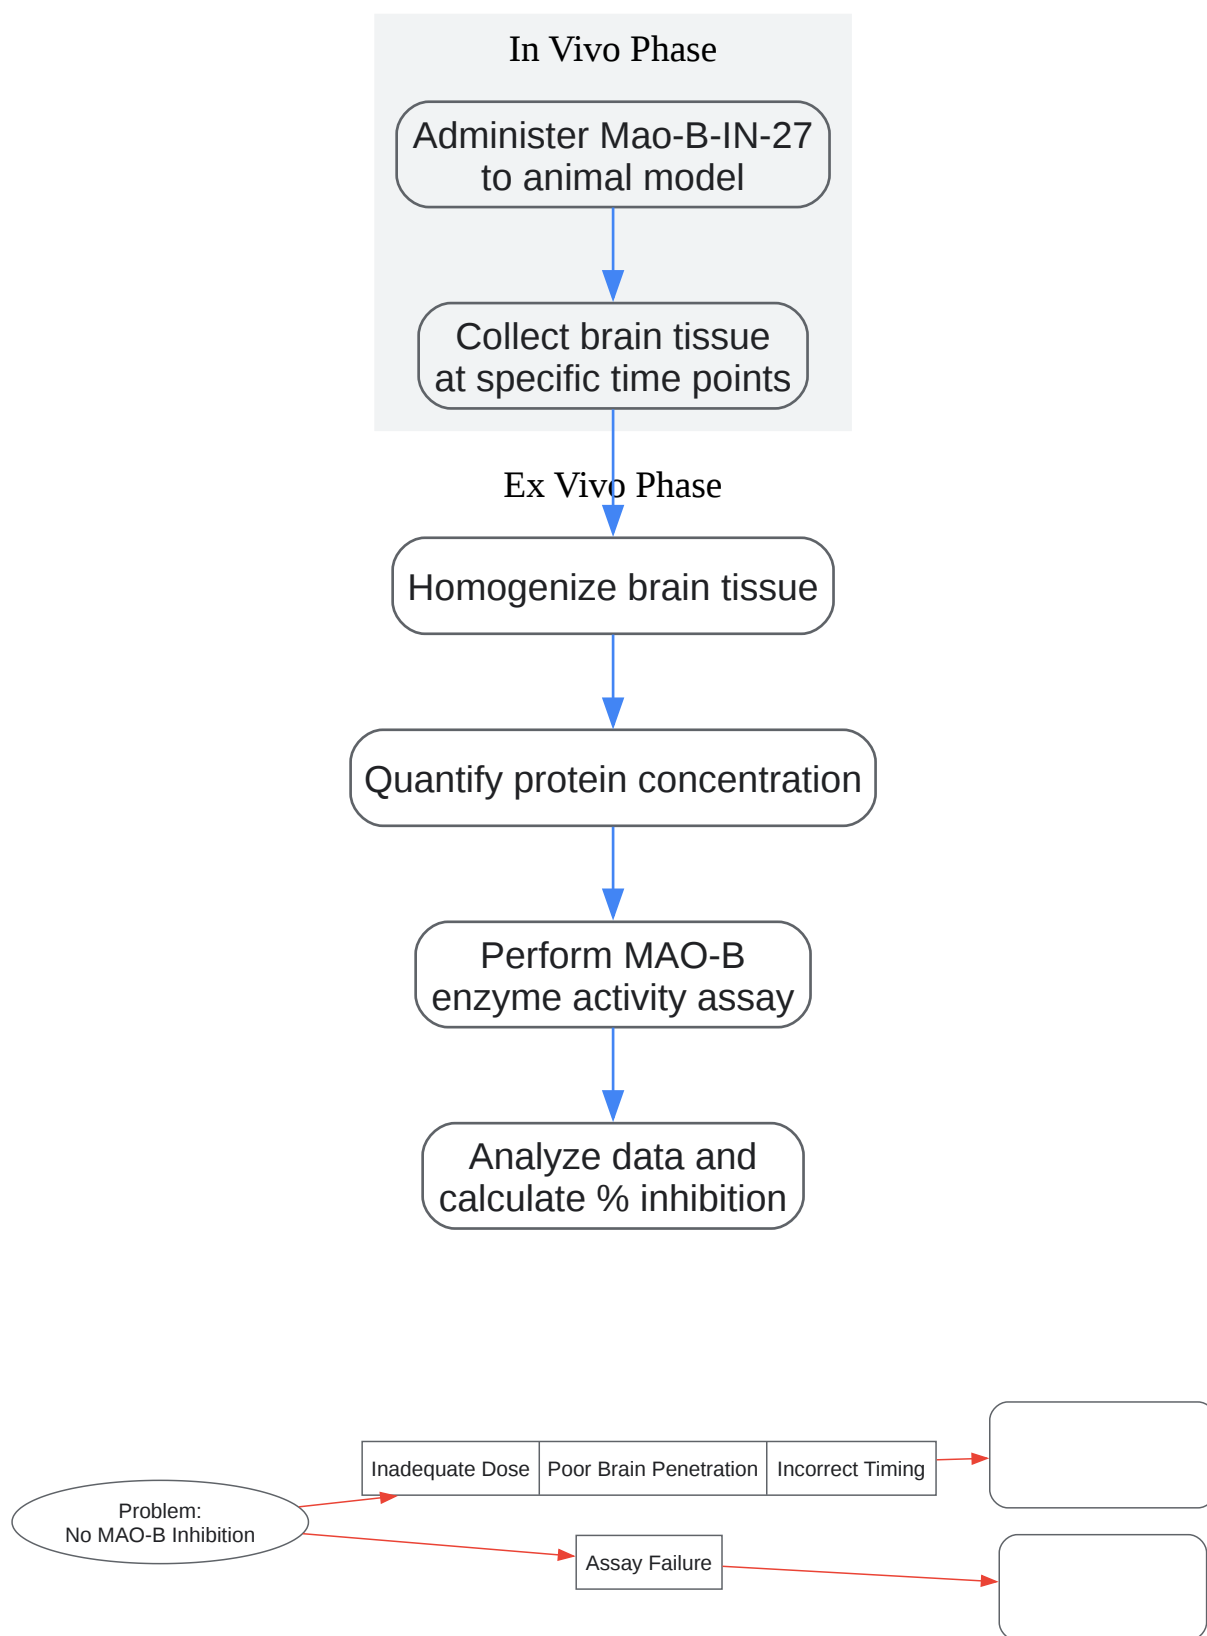 In Vivo Phase
Administer Mao-B-IN-27
to animal model
Collect brain tissue
at specific time points
Ex Vivo Phase
Homogenize brain tissue
Quantify protein concentration
Perform MAO-B
enzyme activity assay
Analyze data and
calculate % inhibition
Inadequate Dose
Poor Brain Penetration
Incorrect Timing
Problem:
No MAO-B Inhibition
Assay Failure